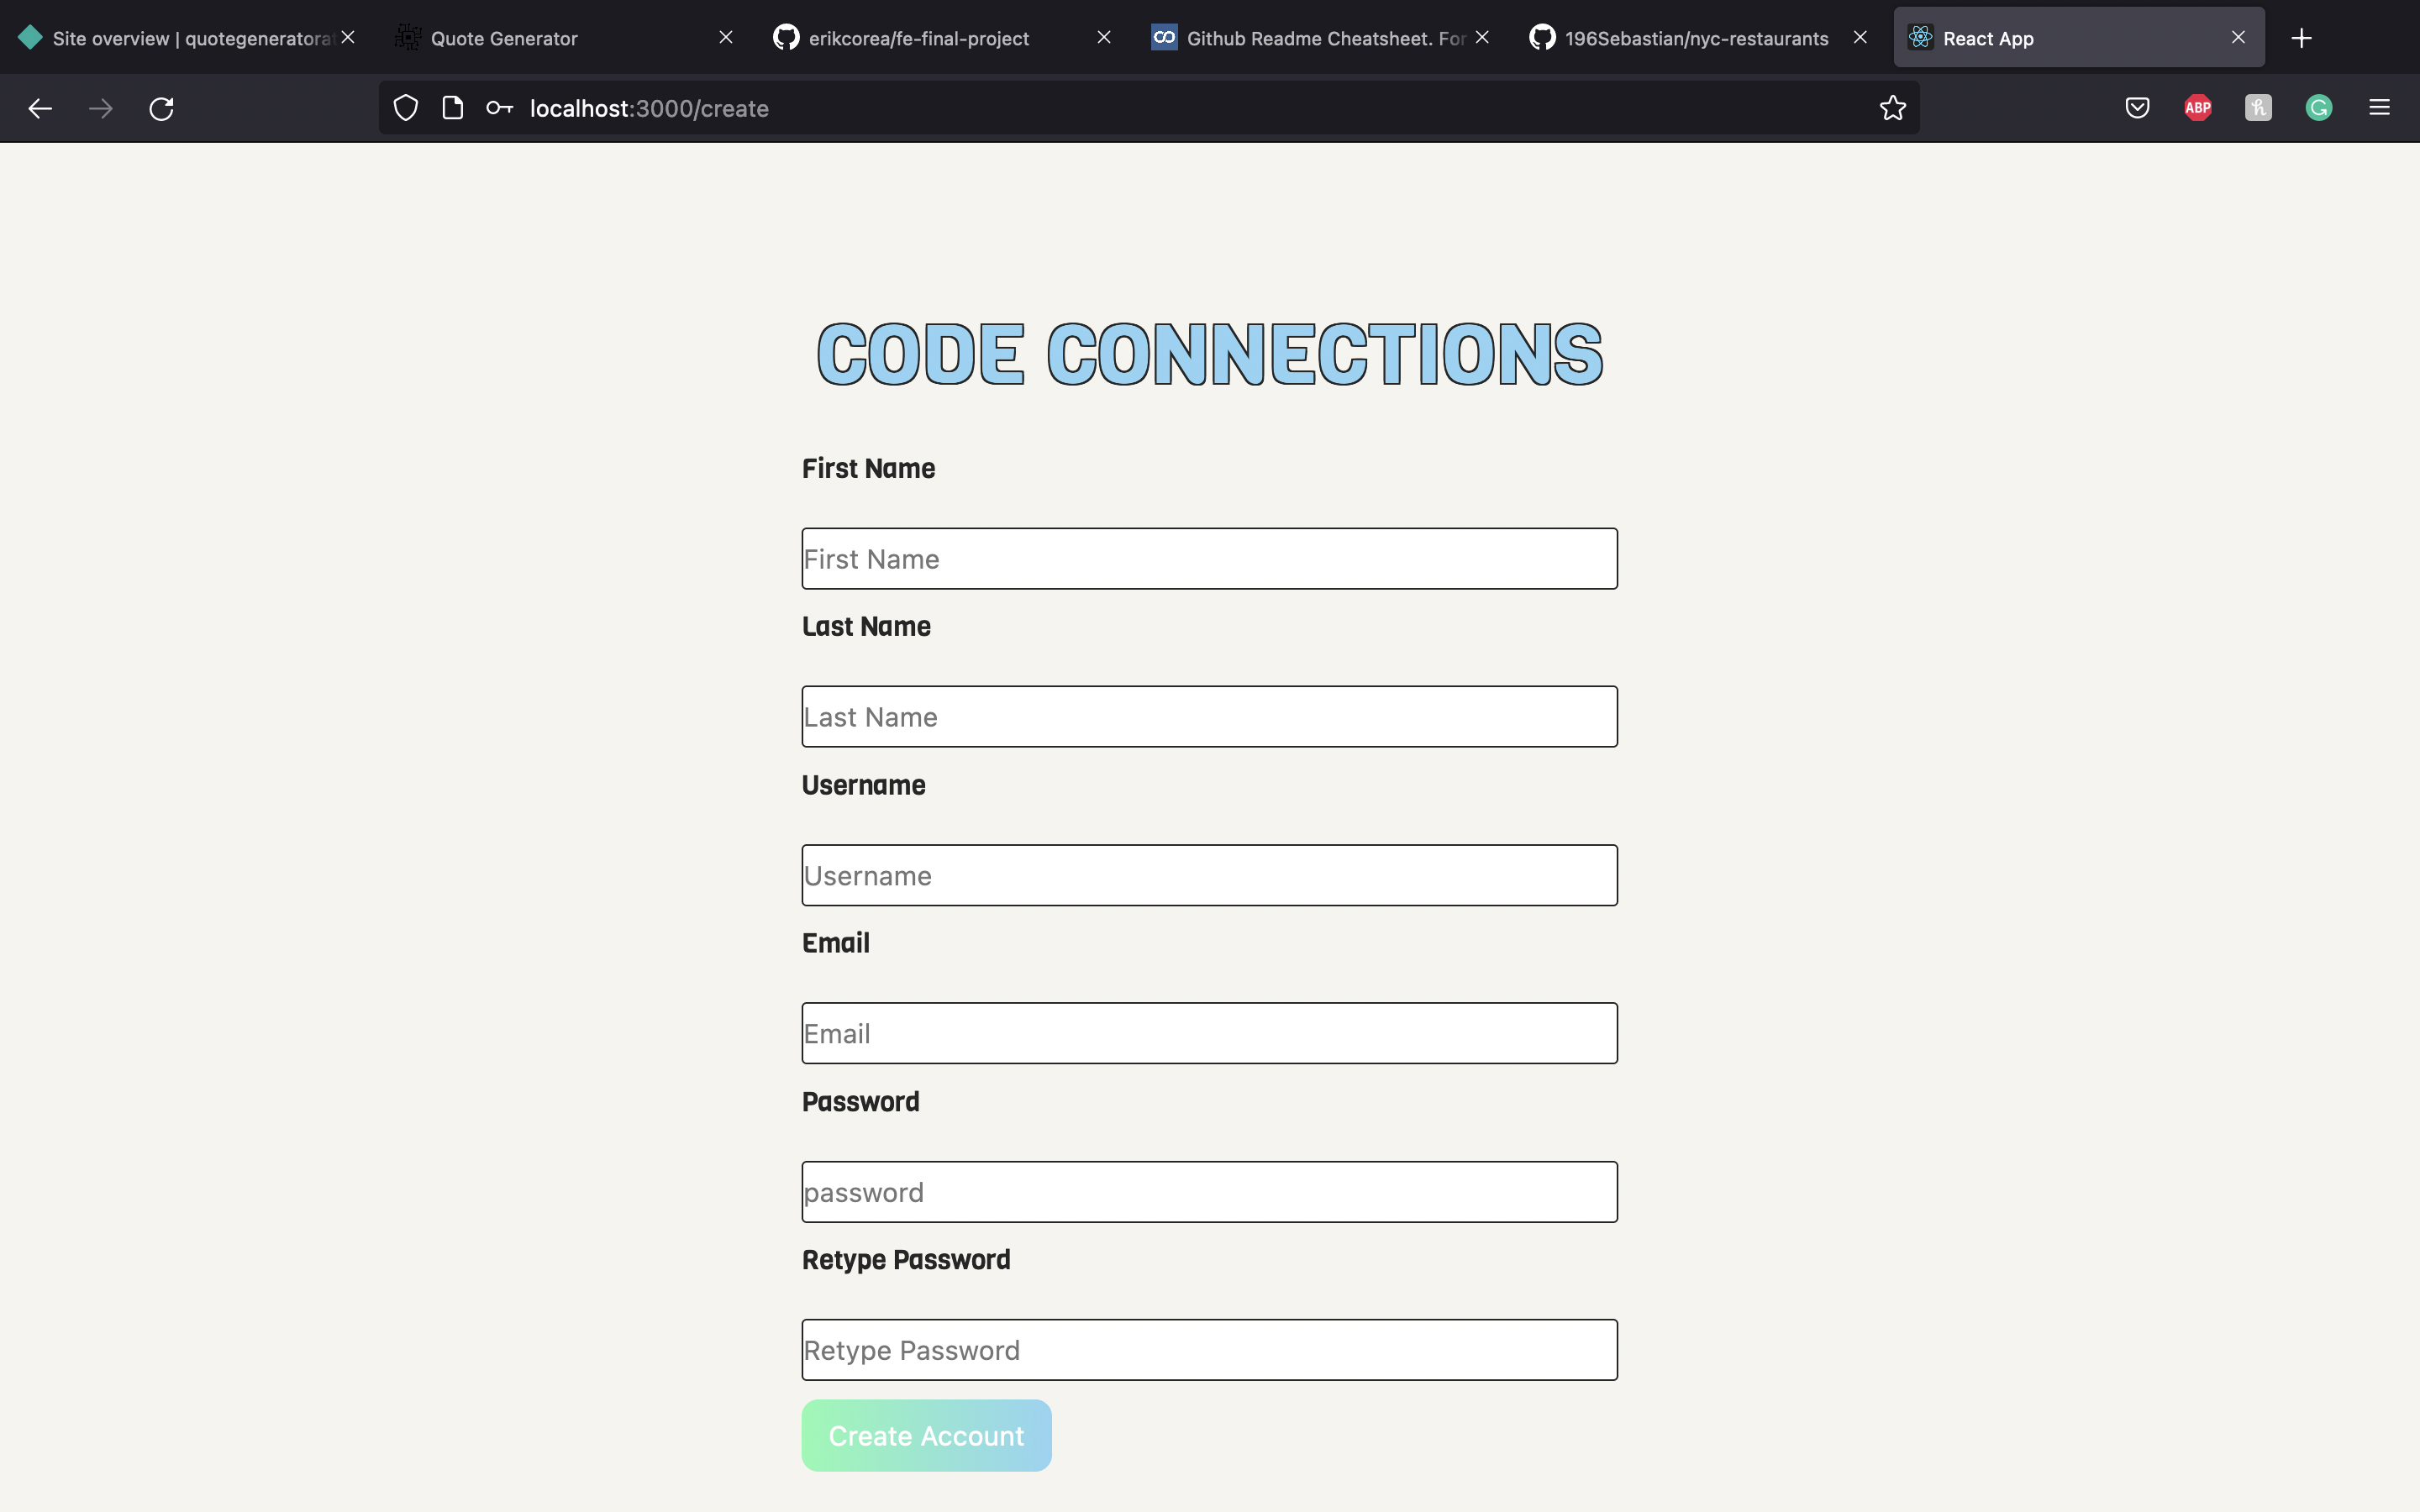 Site overview | quotegeneratora
Quote Generator
erikcorea/fe-final-project
Github Readme Cheatsheet. For
196Sebastian/nyc-restaurants
React App
localhost:3000/create
ABP
CODE CONNECTIONS
First Name
First Name
Last Name
Last Name
Username
Username
Email
Email
Password
password
Retype Password
Retype Password
Create Account